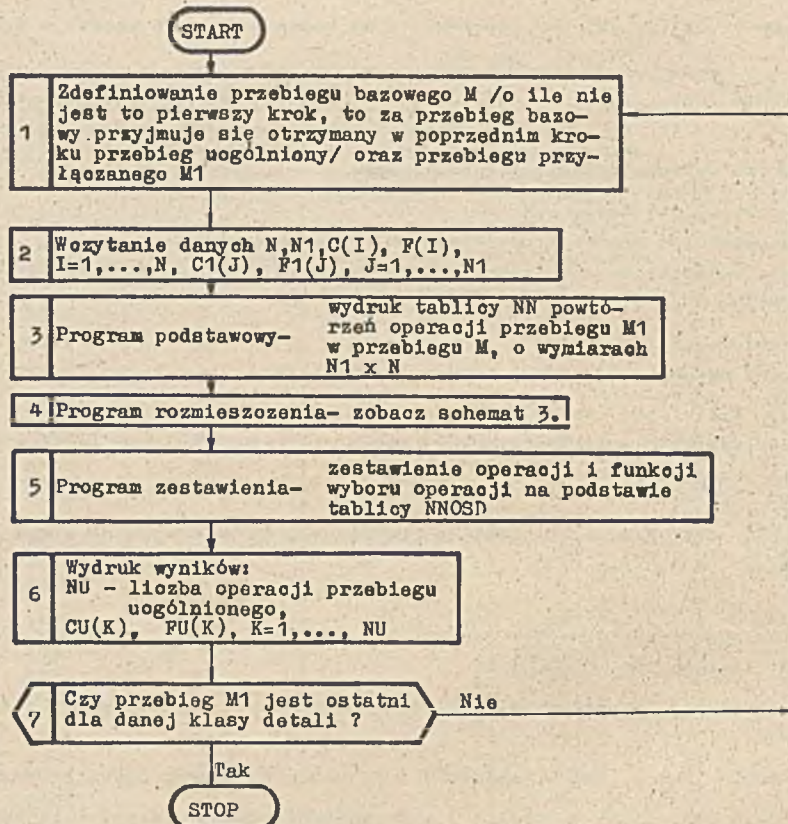 START
1
Zdefiniowanie przebiegu bazowego M /o ile nie
jest to pierwszy krok, to za przebieg bazo-
wy przyjmuje się otrzymany w poprzednim kro-
ku przebieg uogólniony/ oraz przebiegu przy-
łączanego M1
2
Wczytanie danych N,N1,C(I), F(I),
I=1,...,N, C1(J), F1(J), J=1,...,N1
3
Program podstawowy-
wydruk tablicy NN powtó-
rzeń operacji przebiegu M1
w przebiegu M, o wymiarach
N1 x N
4 Program rozmieszczenia- zobacz schemat 3.
5
Program zestawienia-
zestawienie operacji i funkcji
wyboru operacji na podstawie
tablicy NNOSD
6
Wydruk wyników:
NU - liczba operacji przebiegu
uogólnionego,
CU(K), FU(K), K=1,..., NU
7
Czy przebieg M1 jest ostatni
dla danej klasy detali ?
Nie
Tak
STOP